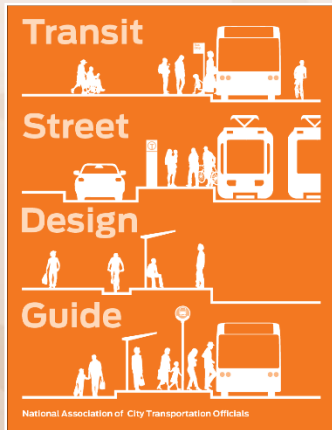 Transit
Street
Design
Guide
National Association of City Transportation Officials